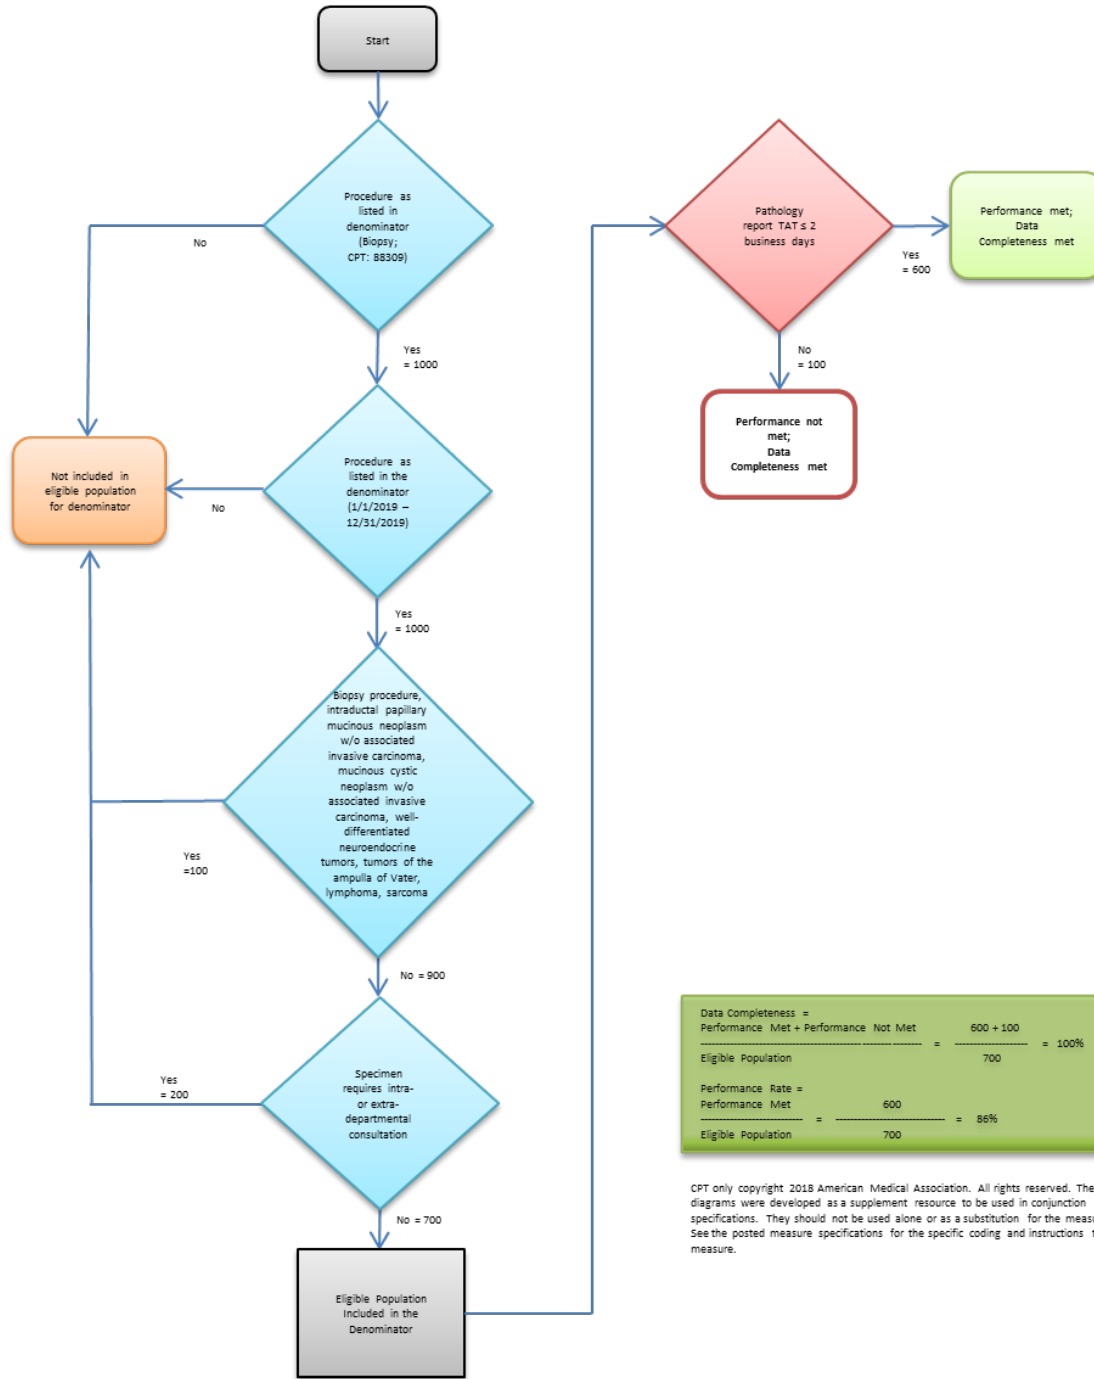 Start
Procedure as
listed in
denominator
(Biopsy;
CPT: 88309)
No
Yes
= 1000
Procedure as
listed in the
denominator
(1/1/2019 –
12/31/2019)
No
Not included in
eligible population
for denominator
Yes
= 1000
Biopsy procedure,
intraductal papillary
mucinous neoplasm
w/o associated
invasive carcinoma,
mucinous cystic
neoplasm w/o
associated invasive
carcinoma, well-
differentiated
neuroendocrine
tumors, tumors of the
ampulla of Vater,
lymphoma, sarcoma
Yes
=100
No = 900
Specimen
requires intra-
or extra-
departmental
consultation
Yes
= 200
No = 700
Eligible Population
Included in the
Denominator
Pathology
report TAT ≤ 2
business days
Yes
= 600
Performance met;
Data
Completeness met
No
= 100
Performance not
met;
Data
Completeness met
Data Completeness =
Performance Met + Performance Not Met 600 + 100
---------------------------------------- = ------------------ = 100%
Eligible Population 700
Performance Rate =
Performance Met 600
------------------------- = --------------------------- = 86%
Eligible Population 700
CPT only copyright 2018 American Medical Association. All rights reserved. The
diagrams were developed as a supplement resource to be used in conjunction
specifications. They should not be used alone or as a substitution for the measu
See the posted measure specifications for the specific coding and instructions t
measure.